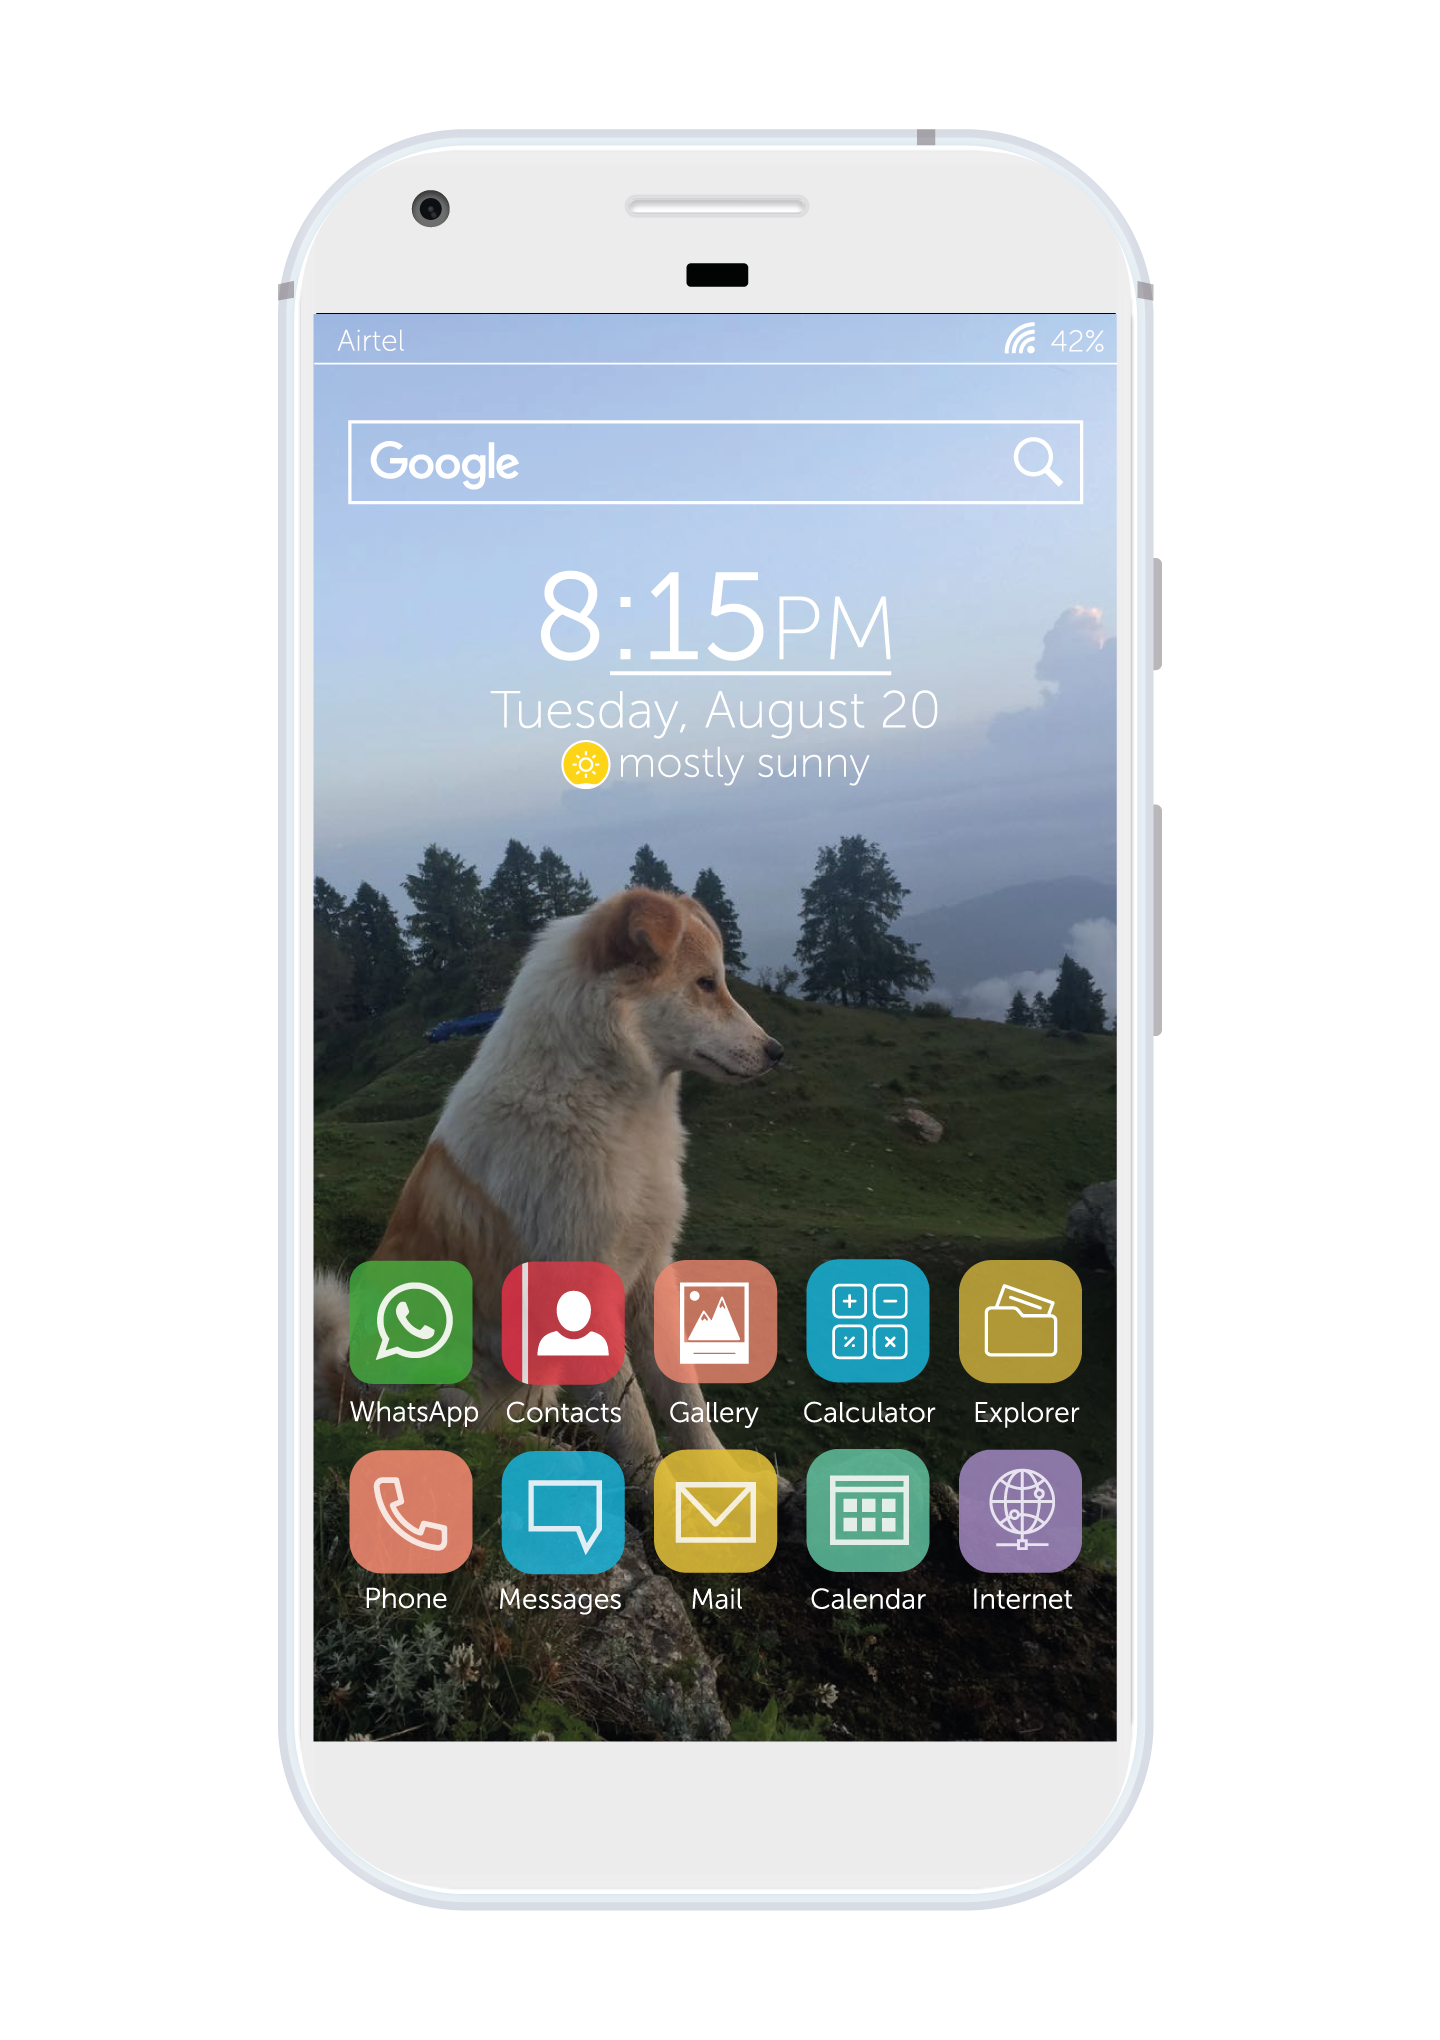 Airtel 42%
Google
8:15PM
Tuesday, August 20
mostly sunny
WhatsApp Contacts Gallery Calculator Explorer
Phone Messages Mail Calendar Internet